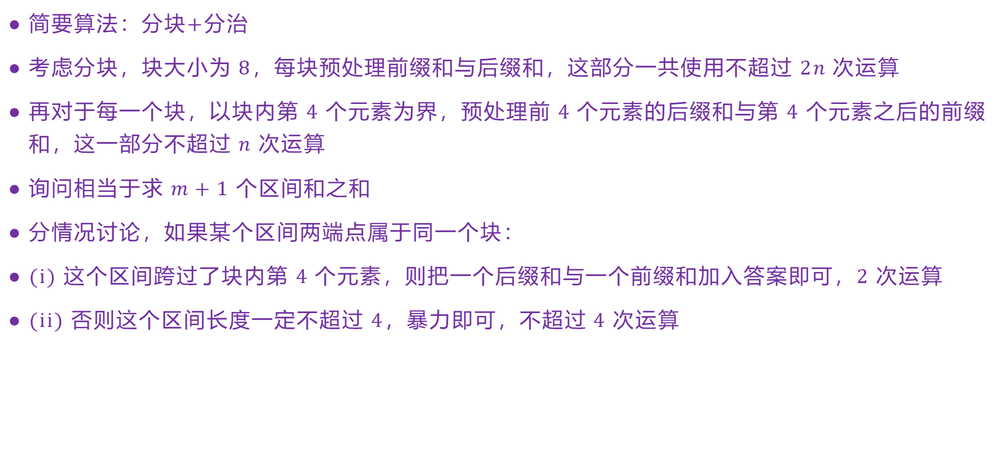 ● 简要算法：分块+分治
● 考虑分块，块大小为 8，每块预处理前缀和与后缀和，这部分一共使用不超过 2n 次运算
● 再对于每一个块，以块内第 4 个元素为界，预处理前 4 个元素的后缀和与第 4 个元素之后的前缀
和，这一部分不超过 n 次运算
● 询问相当于求 m + 1 个区间和之和
● 分情况讨论，如果某个区间两端点属于同一个块：
● (i) 这个区间跨过了块内第 4 个元素，则把一个后缀和与一个前缀和加入答案即可，2 次运算
● (ii) 否则这个区间长度一定不超过 4，暴力即可，不超过 4 次运算